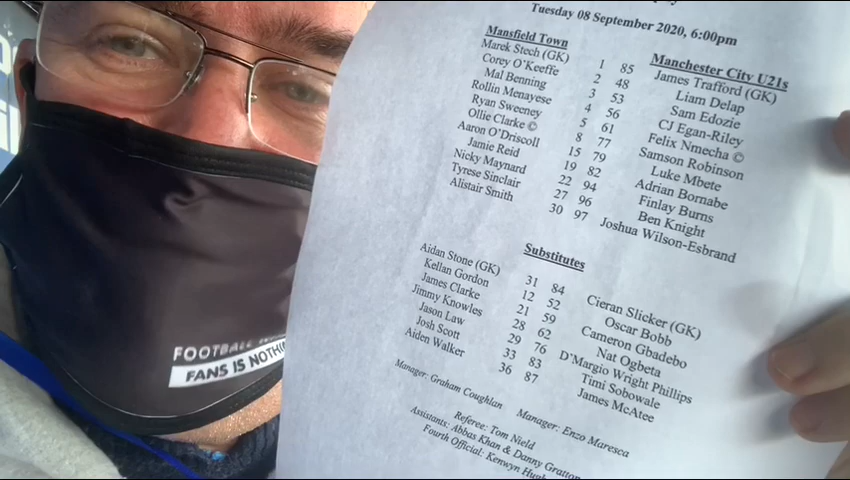 Tuesday 08 September 2020, 6:00pm
Mansfield Town Manchester City U21s
Marek Stech (GK) 1 85 James Trafford (GK)
Corey O'Keeffe 2 48 Liam Delap
Mal Benning 3 53 Sam Edozie
Rollin Menayese 4 56 CJ Egan-Riley
Ryan Sweeney 5 61 Felix Nmecha ©
Ollie Clarke © 8 77 Samson Robinson
Aaron O'Driscoll 15 79 Luke Mbete
Jamie Reid 19 82 Adrian Bornabe
Nicky Maynard 22 94 Finlay Burns
Tyrese Sinclair 27 96 Ben Knight
Alistair Smith 30 97 Joshua Wilson-Esbrand
Substitutes
Aidan Stone (GK) 31 84 Cieran Slicker (GK)
Kellan Gordon 12 52 Oscar Bobb
James Clarke 21 59 Cameron Gbadebo
Jimmy Knowles 28 62 Nat Ogbeta
Jason Law 29 76 D'Margio Wright Phillips
Josh Scott 33 83 Timi Sobowale
Aiden Walker 36 87 James McAtee
Manager: Graham Coughlan Manager: Enzo Maresca
Referee: Tom Nield
Assistants: Abbas Khan & Danny Gratton
Fourth Official: Kenwyn
FOOTBALL
FANS IS